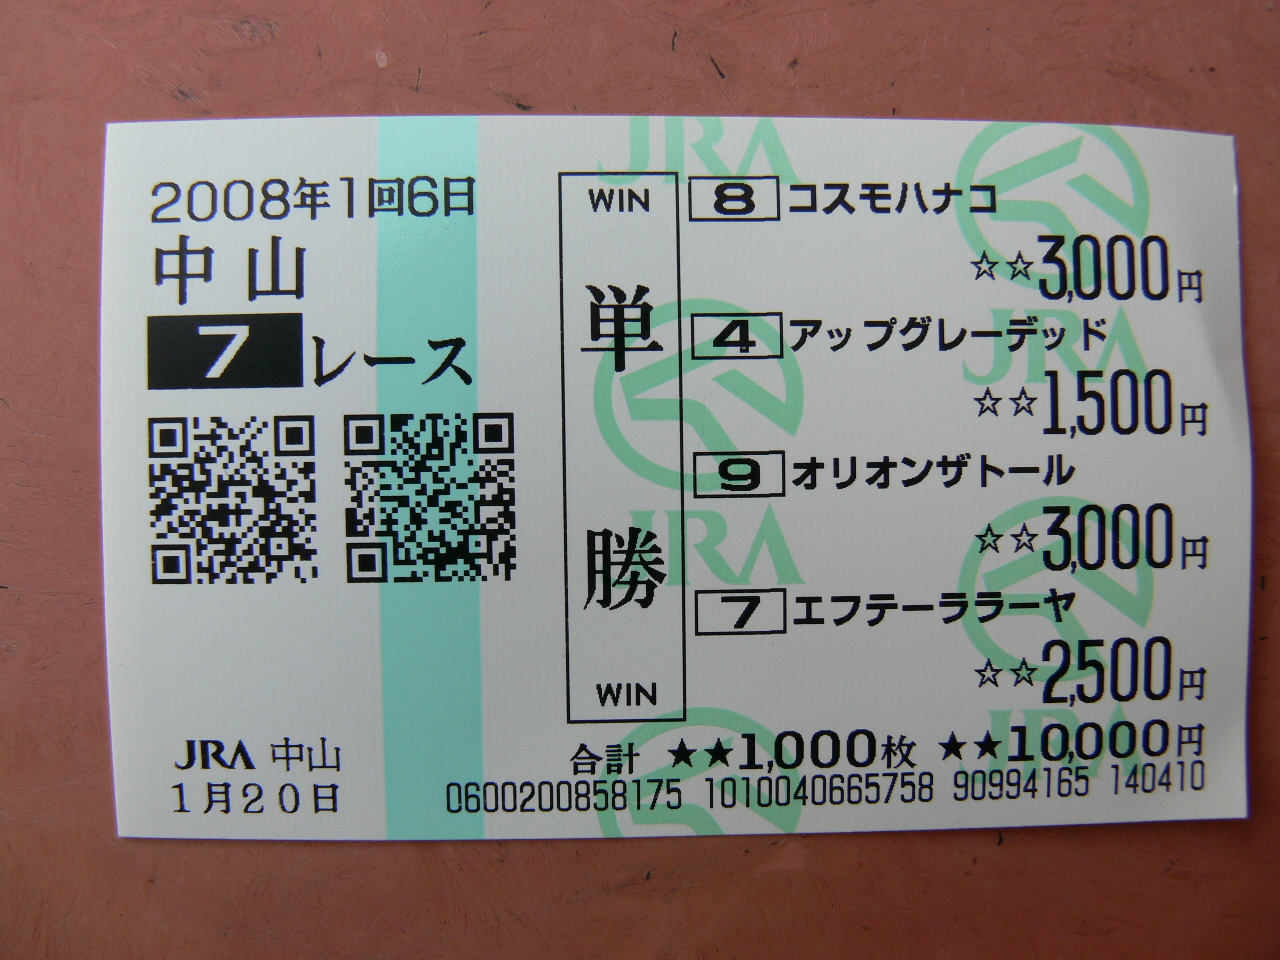 2008年1回6日
中山
7レース
JRA 中山
1月20日
WIN
単勝
WIN
8 コスモハナコ
☆☆3,000円
4 アップグレーデッド
☆☆1,500円
9 オリオンザトール
☆☆3,000円
7 エフテーララーヤ
☆☆2,500円
合計 ★★1,000枚 ★★10,000円
0600200858175 1010040665758 90994165 140410
JRA
JRA
JRA
JRA